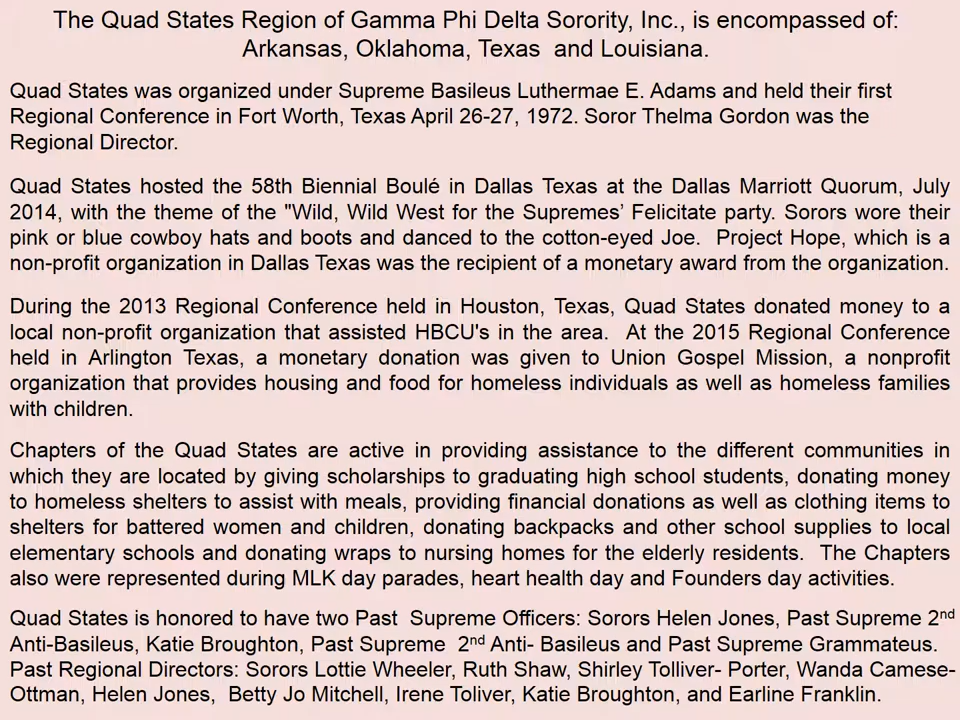 The Quad States Region of Gamma Phi Delta Sorority, Inc., is encompassed of:
Arkansas, Oklahoma, Texas  and Louisiana.
Quad States was organized under Supreme Basileus Luthermae E. Adams and held their first
Regional Conference in Fort Worth, Texas April 26-27, 1972. Soror Thelma Gordon was the
Regional Director.
Quad States hosted the 58th Biennial Boulé in Dallas Texas at the Dallas Marriott Quorum, July
2014, with the theme of the "Wild, Wild West for the Supremes’ Felicitate party. Sorors wore their
pink or blue cowboy hats and boots and danced to the cotton-eyed Joe.  Project Hope, which is a
non-profit organization in Dallas Texas was the recipient of a monetary award from the organization.
During the 2013 Regional Conference held in Houston, Texas, Quad States donated money to a
local non-profit organization that assisted HBCU's in the area.  At the 2015 Regional Conference
held in Arlington Texas, a monetary donation was given to Union Gospel Mission, a nonprofit
organization that provides housing and food for homeless individuals as well as homeless families
with children.
Chapters of the Quad States are active in providing assistance to the different communities in
which they are located by giving scholarships to graduating high school students, donating money
to homeless shelters to assist with meals, providing financial donations as well as clothing items to
shelters for battered women and children, donating backpacks and other school supplies to local
elementary schools and donating wraps to nursing homes for the elderly residents.  The Chapters
also were represented during MLK day parades, heart health day and Founders day activities.
Quad States is honored to have two Past  Supreme Officers: Sorors Helen Jones, Past Supreme 2nd
Anti-Basileus, Katie Broughton, Past Supreme  2nd Anti- Basileus and Past Supreme Grammateus.
Past Regional Directors: Sorors Lottie Wheeler, Ruth Shaw, Shirley Tolliver- Porter, Wanda Camese-
Ottman, Helen Jones,  Betty Jo Mitchell, Irene Toliver, Katie Broughton, and Earline Franklin.